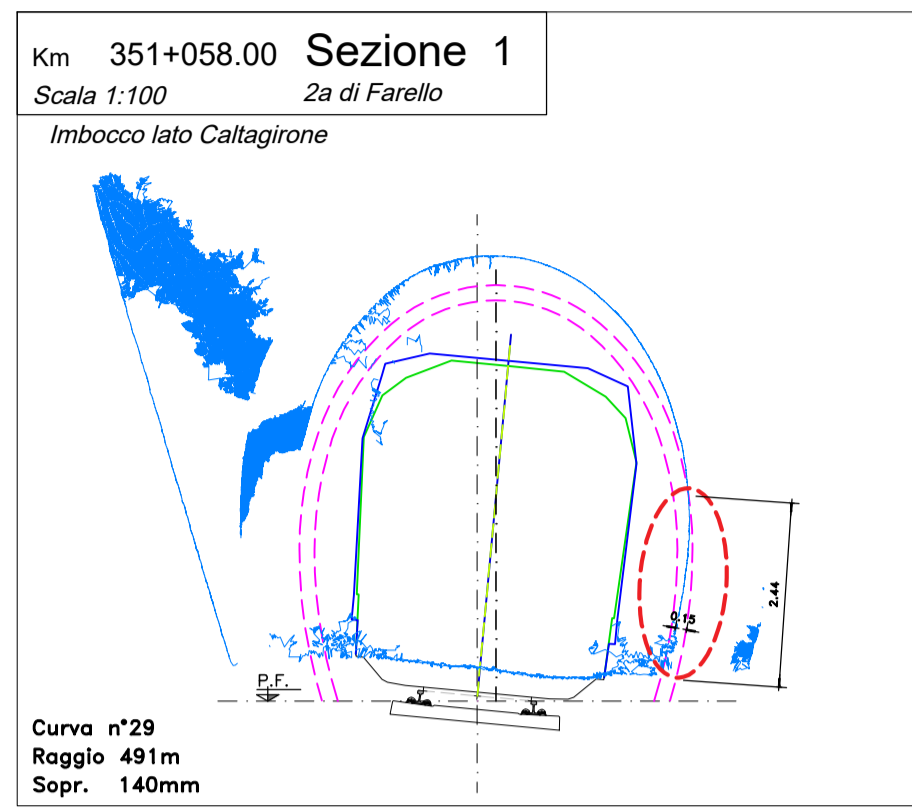 Km 351+058.00 Sezione 1
Scala 1:100 2a di Farello
Imbocco lato Caltagirone
2.44
0.15
P.F.
Curva n°29
Raggio 491m
Sopr. 140mm